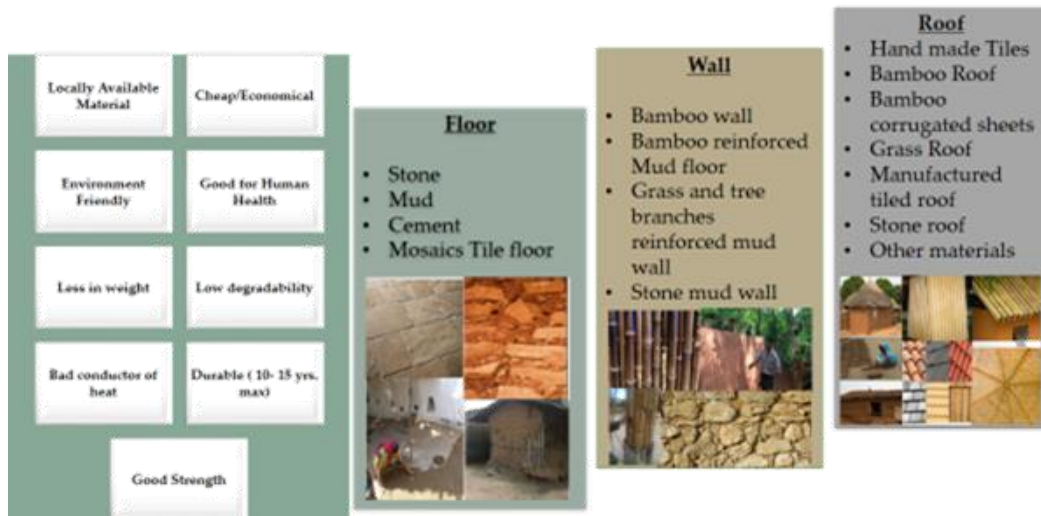 Locally Available
Material
Cheap/Economical
Environment
Friendly
Good for Human
Health
Less in weight
Low degradability
Bad conductor of
heat
Durable ( 10- 15 yrs.
max)
Good Strength
Floor
• Stone
• Mud
• Cement
• Mosaics Tile floor
Wall
• Bamboo wall
• Bamboo reinforced
Mud floor
• Grass and tree
branches
reinforced mud
wall
• Stone mud wall
Roof
• Hand made Tiles
• Bamboo Roof
• Bamboo
corrugated sheets
• Grass Roof
• Manufactured
tiled roof
• Stone roof
• Other materials